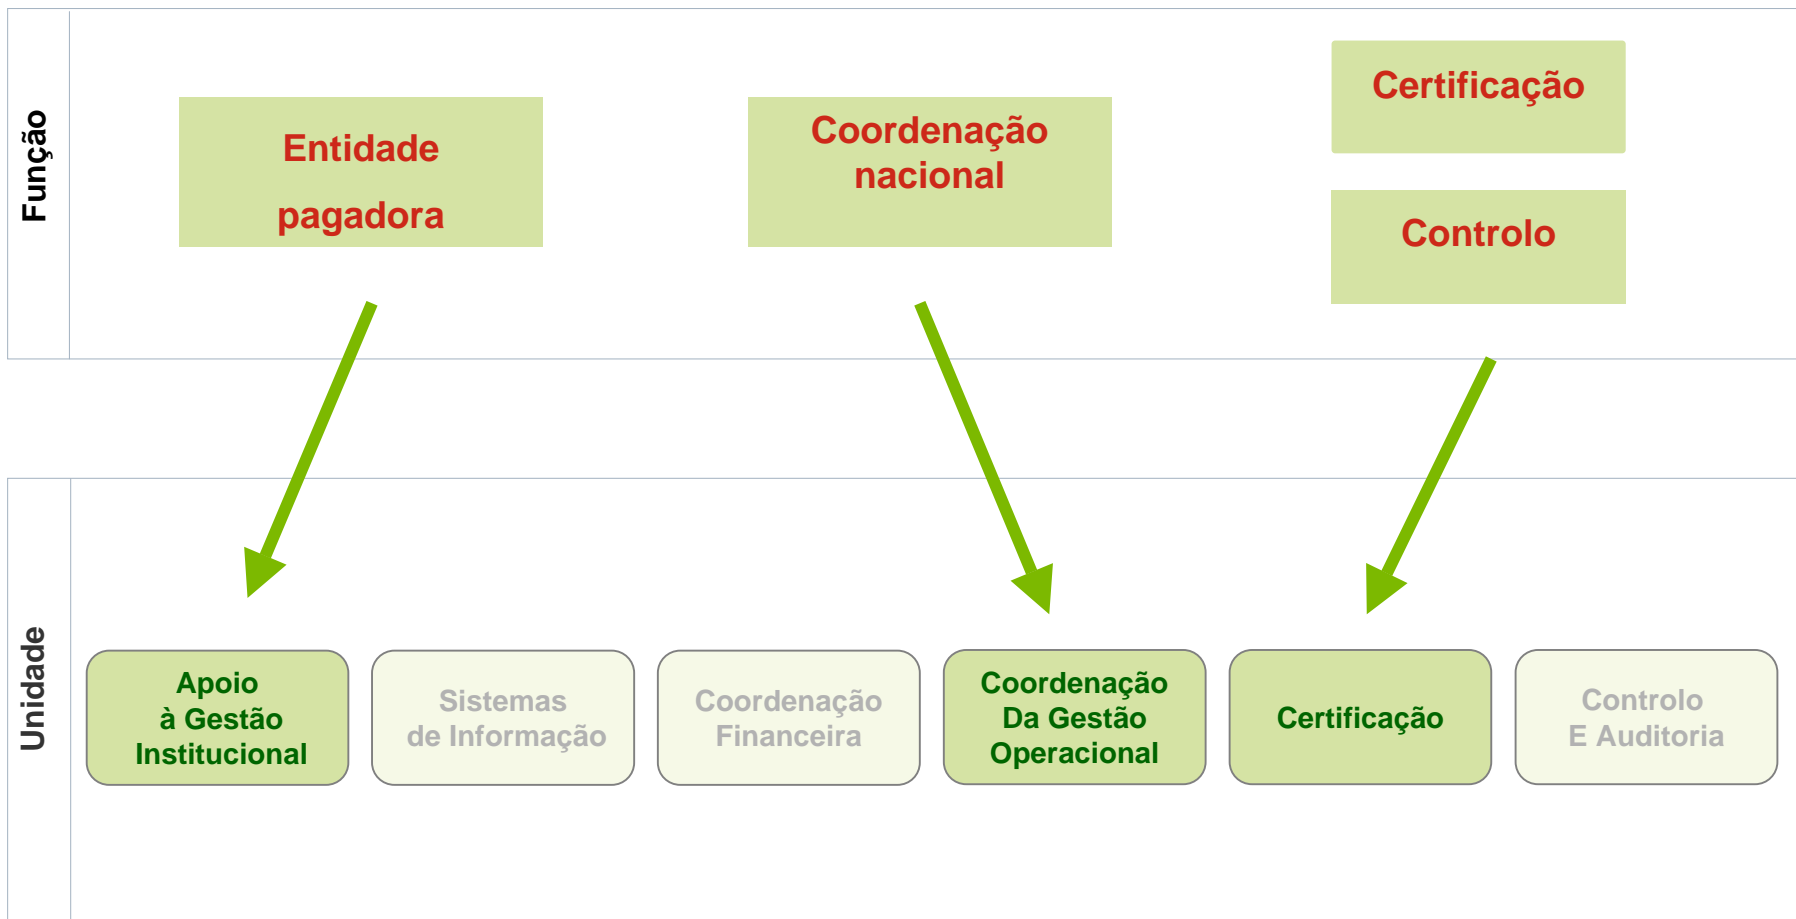 Função
Entidade
pagadora
Coordenação
nacional
Certificação
Controlo
Unidade
Apoio
à Gestão
Institucional
Sistemas
de Informação
Coordenação
Financeira
Coordenação
Da Gestão
Operacional
Certificação
Controlo
E Auditoria